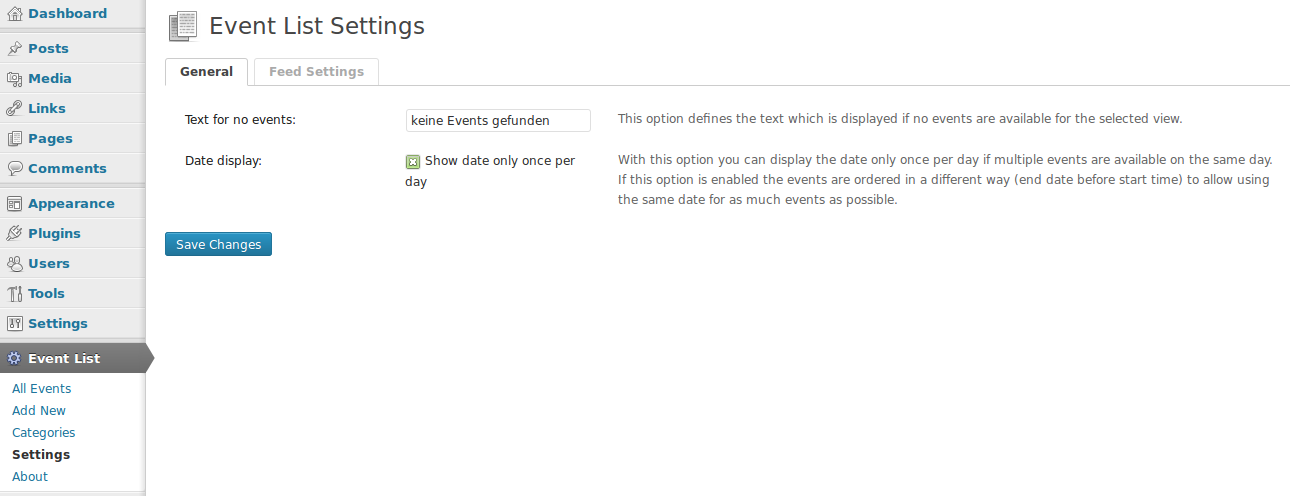 Dashboard
Posts
Media
Links
Pages
Comments
Appearance
Plugins
Users
Tools
Settings
Event List
All Events
Add New
Categories
Settings
About
Event List Settings
General
Feed Settings
Text for no events:
keine Events gefunden
This option defines the text which is displayed if no events are available for the selected view.
Date display:
Show date only once per
day
With this option you can display the date only once per day if multiple events are available on the same day.
If this option is enabled the events are ordered in a different way (end date before start time) to allow using
the same date for as much events as possible.
Save Changes